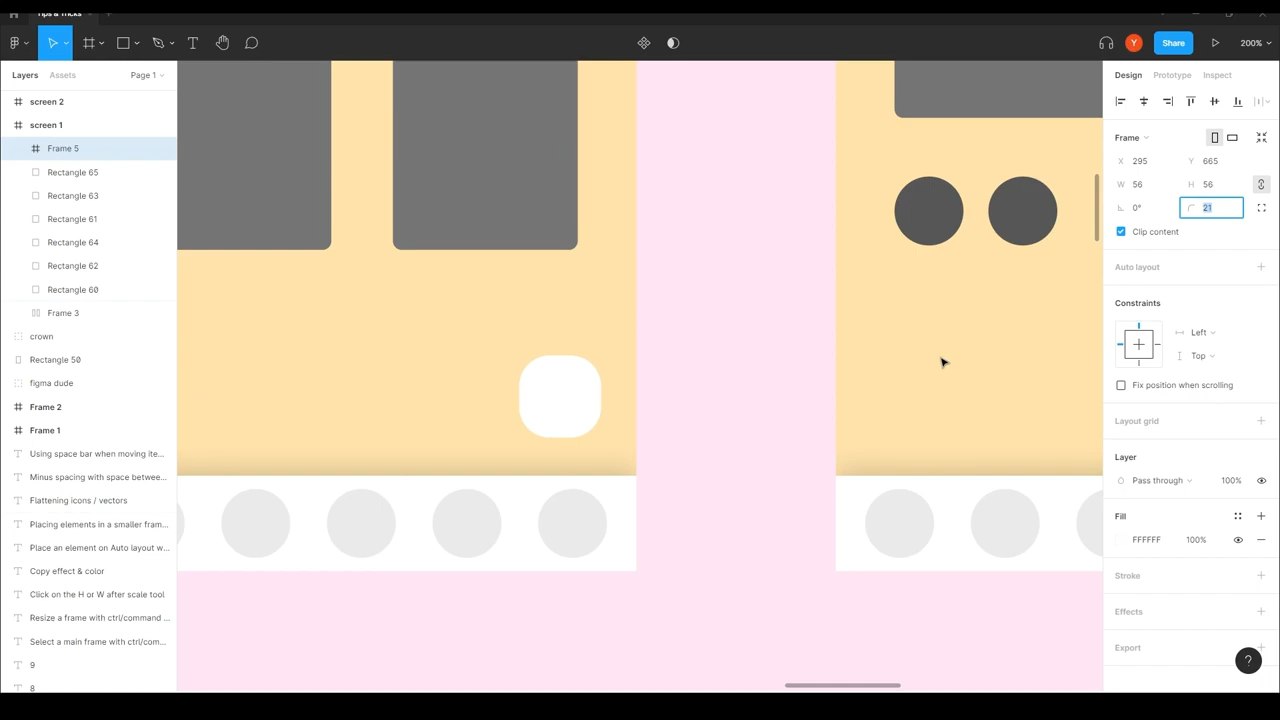 Tips & Tricks
Y
Share
200%
Layers
Assets
Page 1
screen 2
screen 1
Frame 5
Rectangle 65
Rectangle 63
Rectangle 61
Rectangle 64
Rectangle 62
Rectangle 60
Frame 3
crown
Rectangle 50
figma dude
Frame 2
Frame 1
Using space bar when moving ite...
Minus spacing with space betwee...
Flattening icons / vectors
Placing elements in a smaller fram...
Place an element on Auto layout w...
Copy effect & color
Click on the H or W after scale tool
Resize a frame with ctrl/command ...
Select a main frame with ctrl/com...
9
8
Design
Prototype
Inspect
Frame
X 295
Y 665
W 56
H 56
0°
21
Clip content
Auto layout
Constraints
Left
Top
Fix position when scrolling
Layout grid
Layer
Pass through
100%
Fill
FFFFFF
100%
Stroke
Effects
Export
?